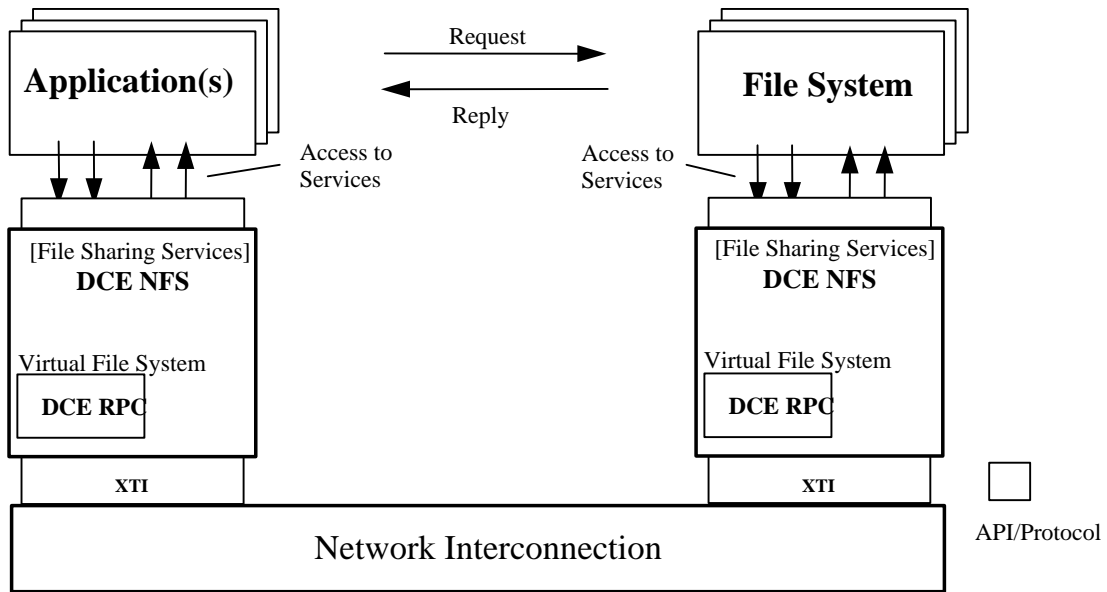 Application(s)
Request
Reply
File System
Access to
Services
Access to
Services
[File Sharing Services]
DCE NFS
Virtual File System
DCE RPC
XTI
[File Sharing Services]
DCE NFS
Virtual File System
DCE RPC
XTI
Network Interconnection
API/Protocol